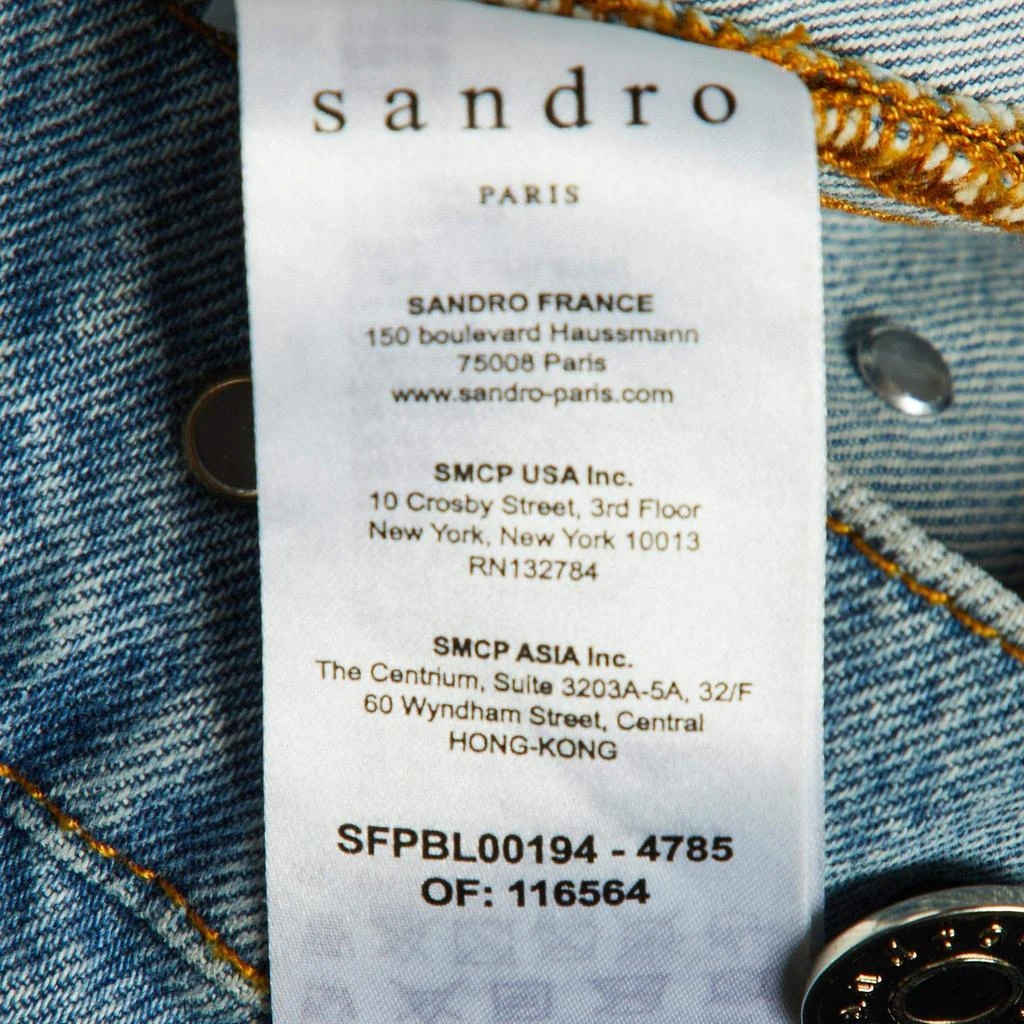 sandro
PARIS
SANDRO FRANCE
150 boulevard Haussmann
75008 Paris
www.sandro-paris.com
SMCP USA Inc.
10 Crosby Street, 3rd Floor
New York, New York 10013
RN132784
SMCP ASIA Inc.
The Centrium, Suite 3203A-5A, 32/F
60 Wyndham Street, Central
HONG-KONG
SFPBL00194 - 4785
OF: 116564
sandro